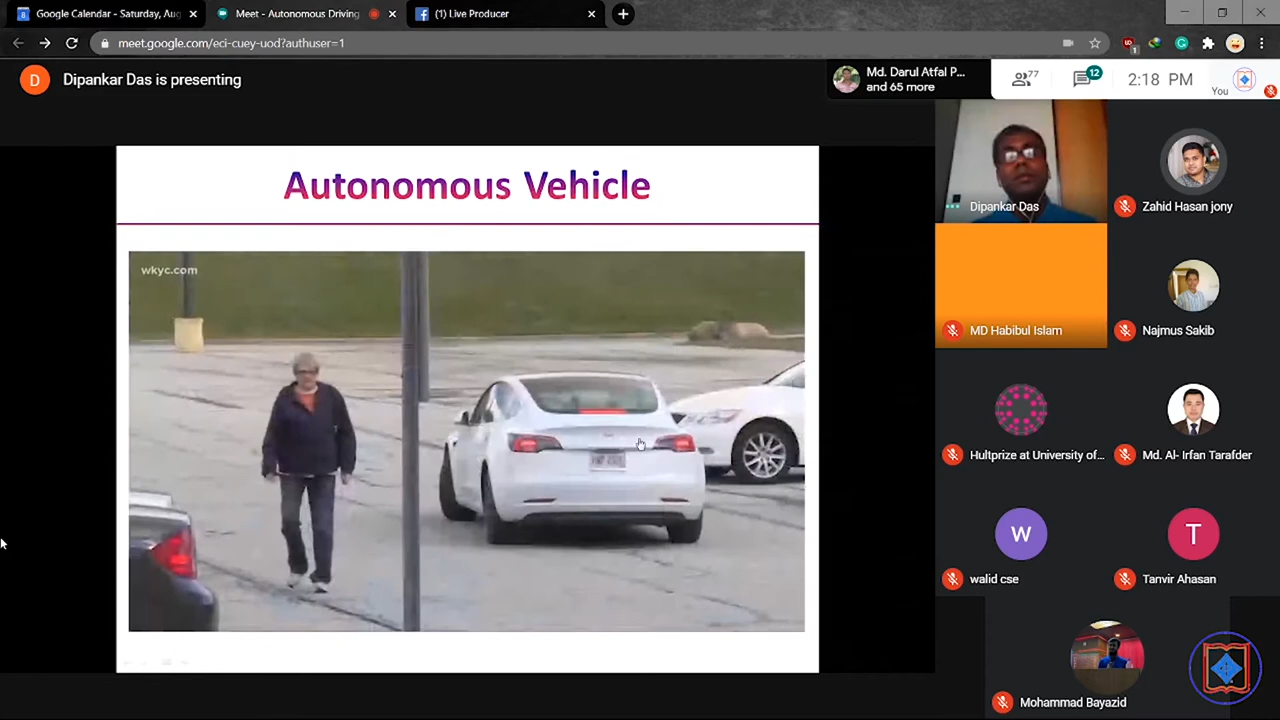 Google Calendar - Saturday, Aug
Meet - Autonomous Driving
(1) Live Producer
meet.google.com/eci-cuey-uod?authuser=1
D
Dipankar Das is presenting
Md. Darul Atfal P...
and 65 more
77
12
2:18 PM
You
Autonomous Vehicle
wkyc.com
Dipankar Das
Zahid Hasan jony
MD Habibul Islam
Najmus Sakib
Hultprize at University of...
Md. Al- Irfan Tarafder
W
walid cse
T
Tanvir Ahasan
Mohammad Bayazid